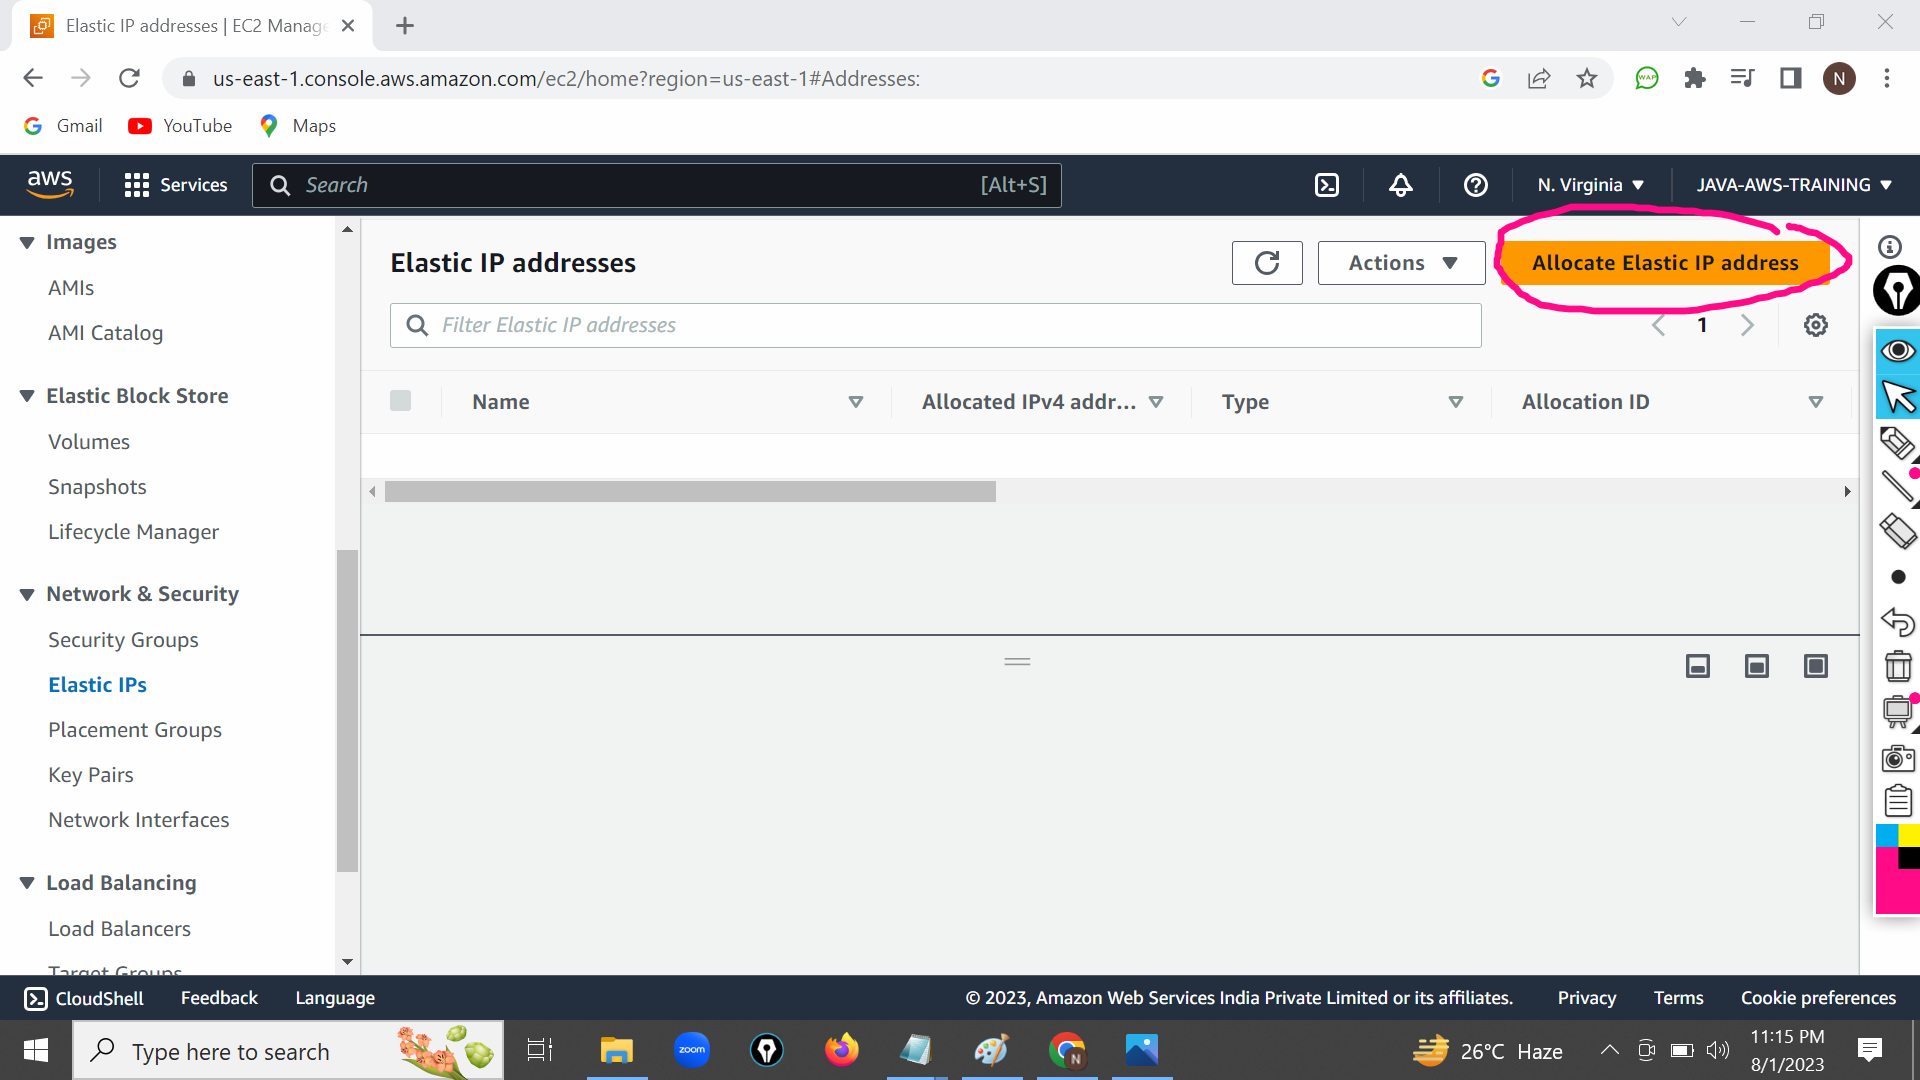 Elastic IP addresses | EC2 Manage
us-east-1.console.aws.amazon.com/ec2/home?region=us-east-1#Addresses:
N
Gmail
YouTube
Maps
aws
Services
Search
[Alt+S]
N. Virginia
JAVA-AWS-TRAINING
Images
AMIs
AMI Catalog
Elastic Block Store
Volumes
Snapshots
Lifecycle Manager
Network & Security
Security Groups
Elastic IPs
Placement Groups
Key Pairs
Network Interfaces
Load Balancing
Load Balancers
Target Groups
Elastic IP addresses
Actions
Allocate Elastic IP address
Filter Elastic IP addresses
1
Name
Allocated IPv4 addr...
Type
Allocation ID
CloudShell
Feedback
Language
© 2023, Amazon Web Services India Private Limited or its affiliates.
Privacy
Terms
Cookie preferences
Type here to search
zoom
N
26°C Haze
11:15 PM
8/1/2023